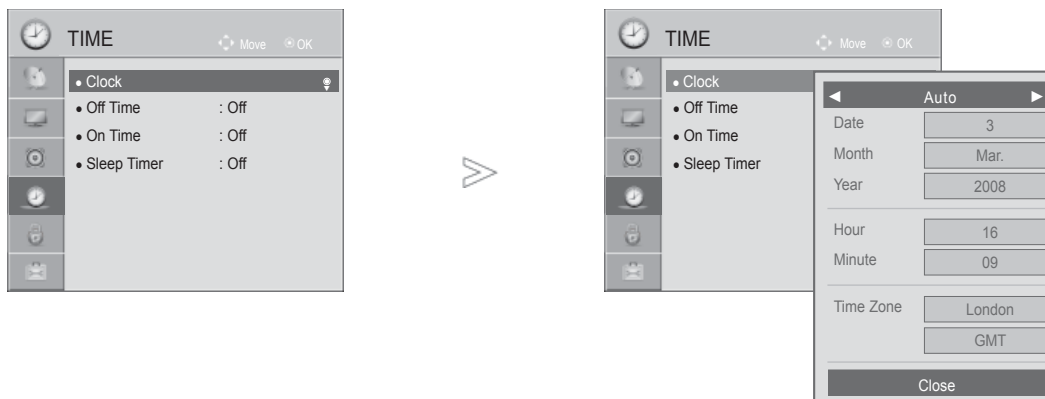 TIME
Move
OK
• Clock
• Off Time : Off
• On Time : Off
• Sleep Timer : Off
TIME
Move
OK
• Clock
• Off Time
• On Time
• Sleep Timer
◄ Auto ►
Date 3
Month Mar.
Year 2008
Hour 16
Minute 09
Time Zone London
GMT
Close